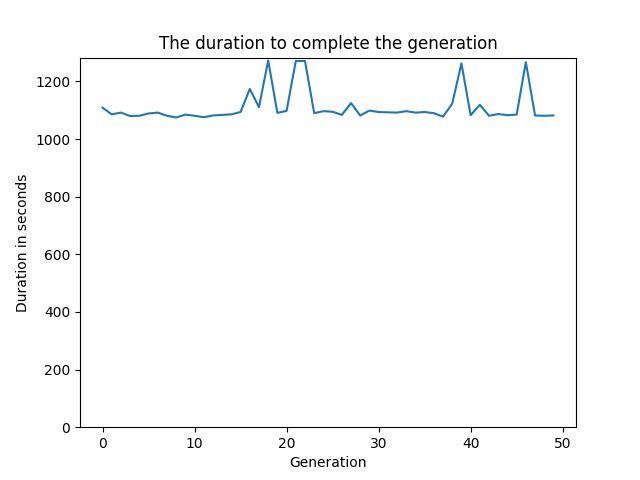 The duration to complete the generation
1200
1000
800
600
400
200
0
Duration in seconds
0 10 20 30 40 50
Generation